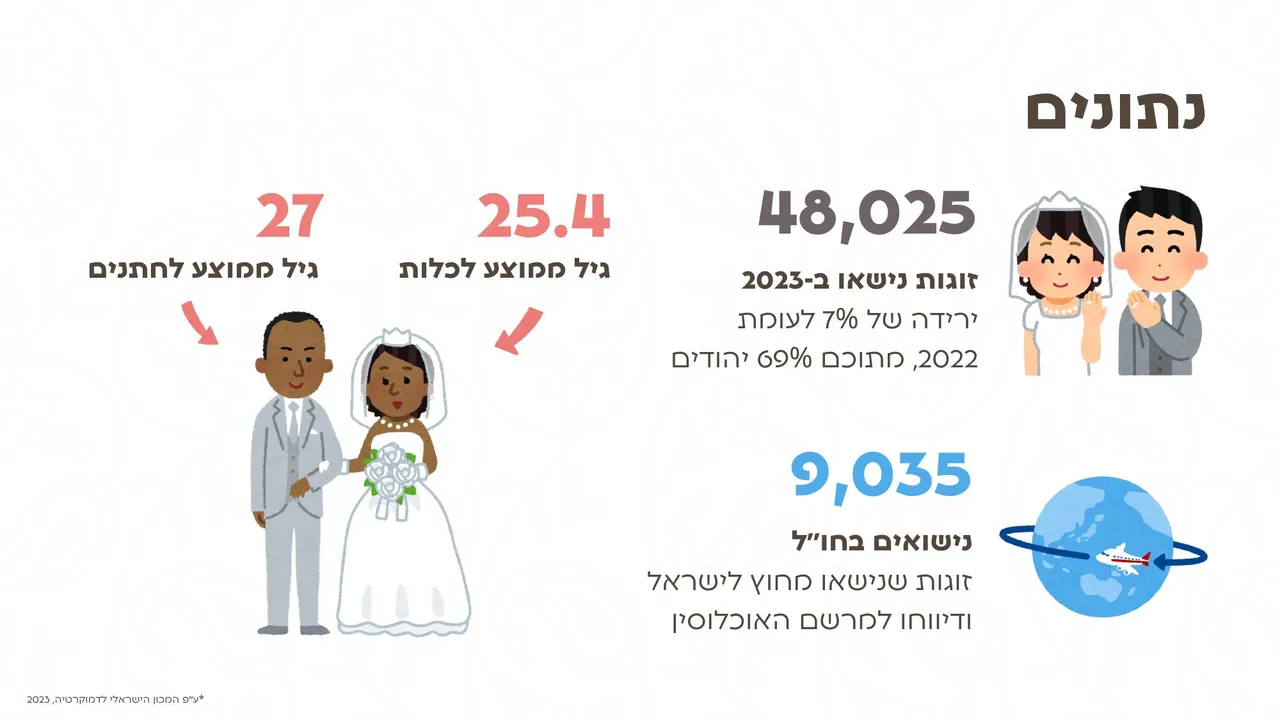 נתונים
48,025
זוגות נישאו ב-2023
ירידה של 7% לעומת
2022, מתוכם 69% יהודים
9,035
נישואים בחו״ל
זוגות שנישאו מחוץ לישראל
ודיווחו למרשם האוכלוסין
25.4
גיל ממוצע לכלות
27
גיל ממוצע לחתנים
*ע״פ המכון הישראלי לדמוקרטיה, 2023